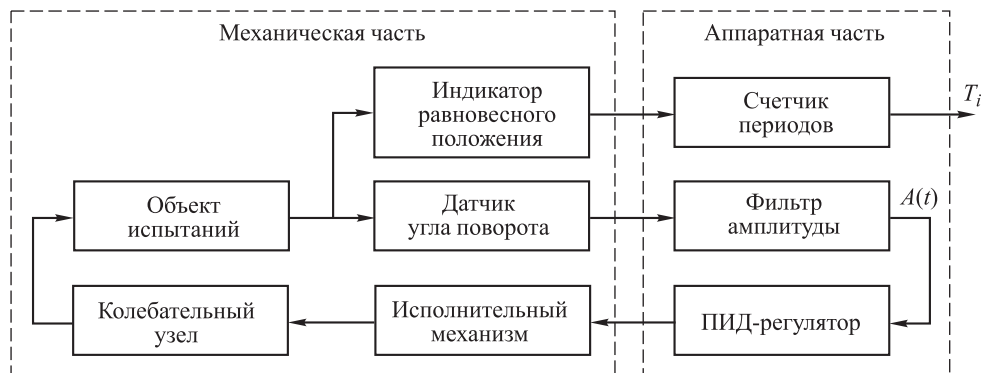 Механическая часть
Аппаратная часть
Индикатор
равновесного
положения
Счетчик
периодов
Tᵢ
Объект
испытаний
Датчик
угла поворота
Фильтр
амплитуды
A(t)
Колебательный
узел
Исполнительный
механизм
ПИД-регулятор